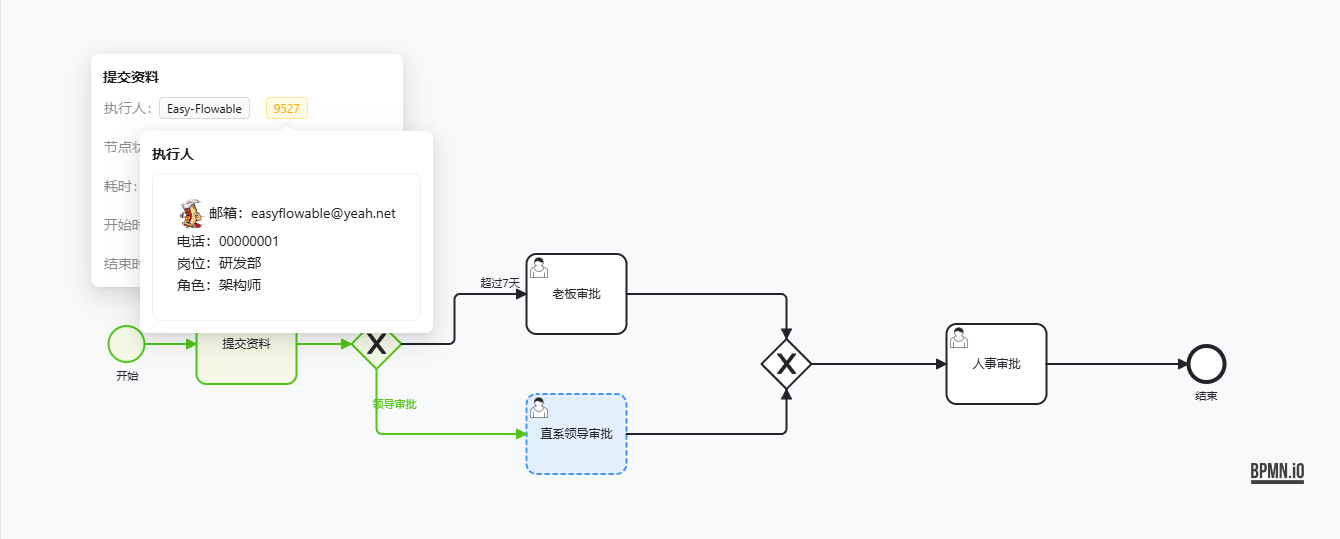 提交资料
执行人： Easy-Flowable 9527
节点状
耗时：
开始时
结束时
执行人
邮箱：easyflowable@yeah.net
电话：00000001
岗位：研发部
角色：架构师
开始
提交资料
超过7天
老板审批
领导审批
直系领导审批
人事审批
结束
BPMN.iO